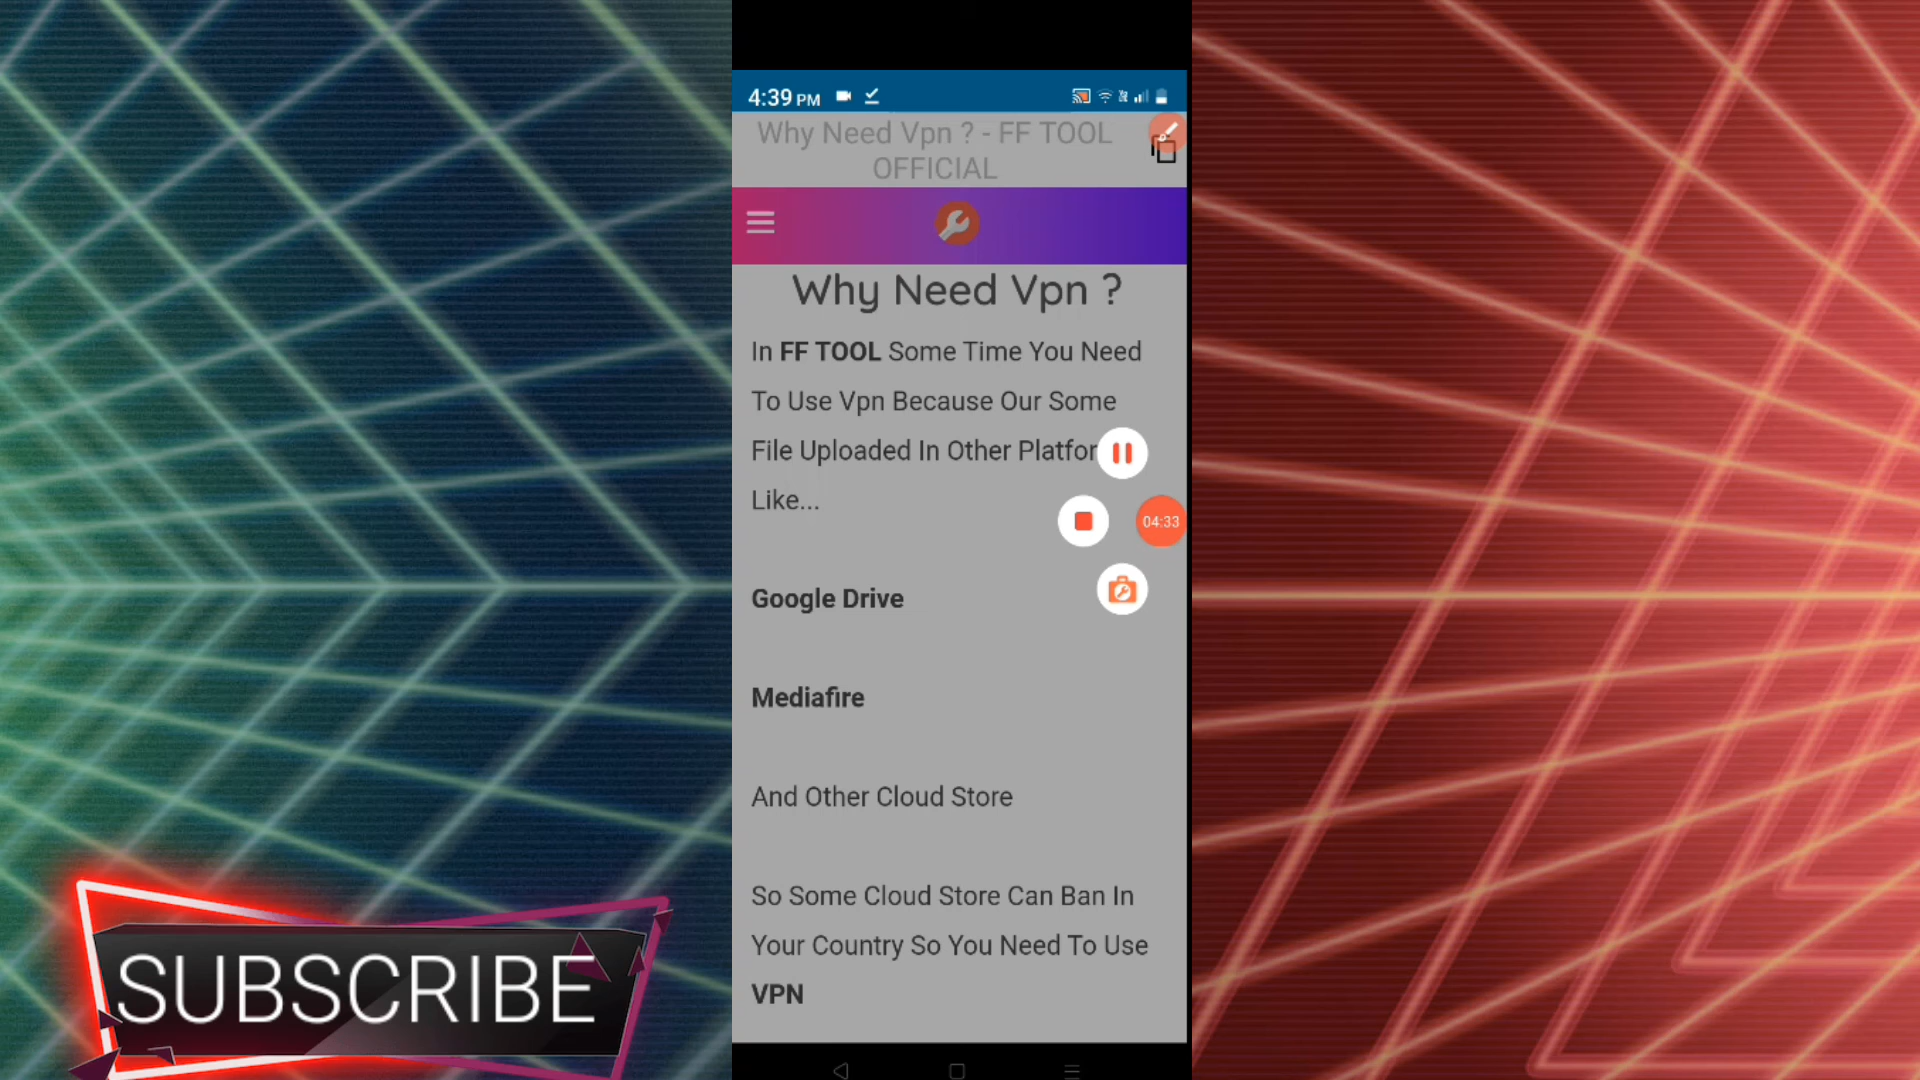 4:39 PM
Why Need Vpn ? - FF TOOL
OFFICIAL
Why Need Vpn ?
In FF TOOL Some Time You Need
To Use Vpn Because Our Some
File Uploaded In Other Platfor
Like...
04:33
Google Drive
Mediafire
And Other Cloud Store
So Some Cloud Store Can Ban In
Your Country So You Need To Use
VPN
SUBSCRIBE